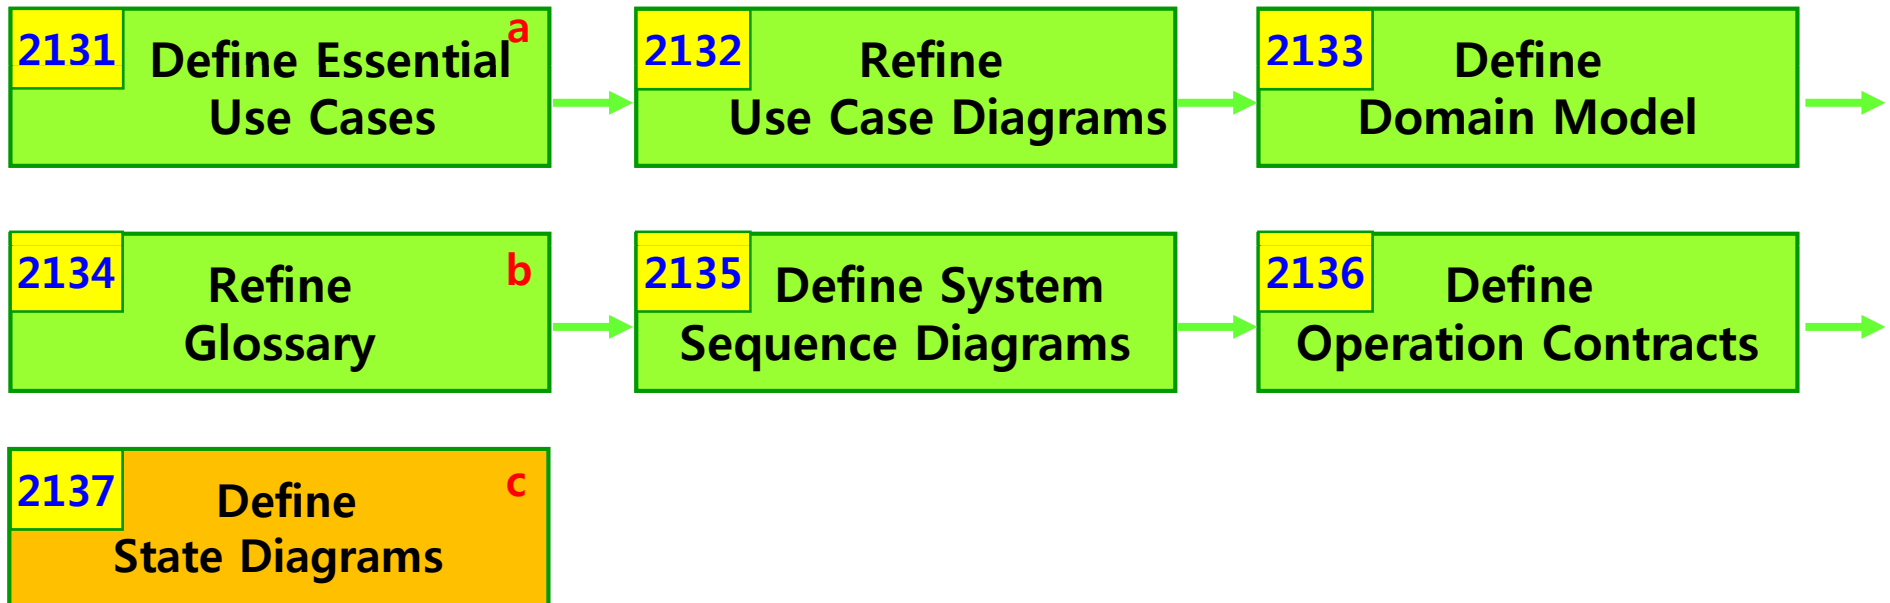 2131
a
Define Essential
Use Cases
2132
Refine
Use Case Diagrams
2133
Define
Domain Model
2134
b
Refine
Glossary
2135
Define System
Sequence Diagrams
2136
Define
Operation Contracts
2137
c
Define
State Diagrams